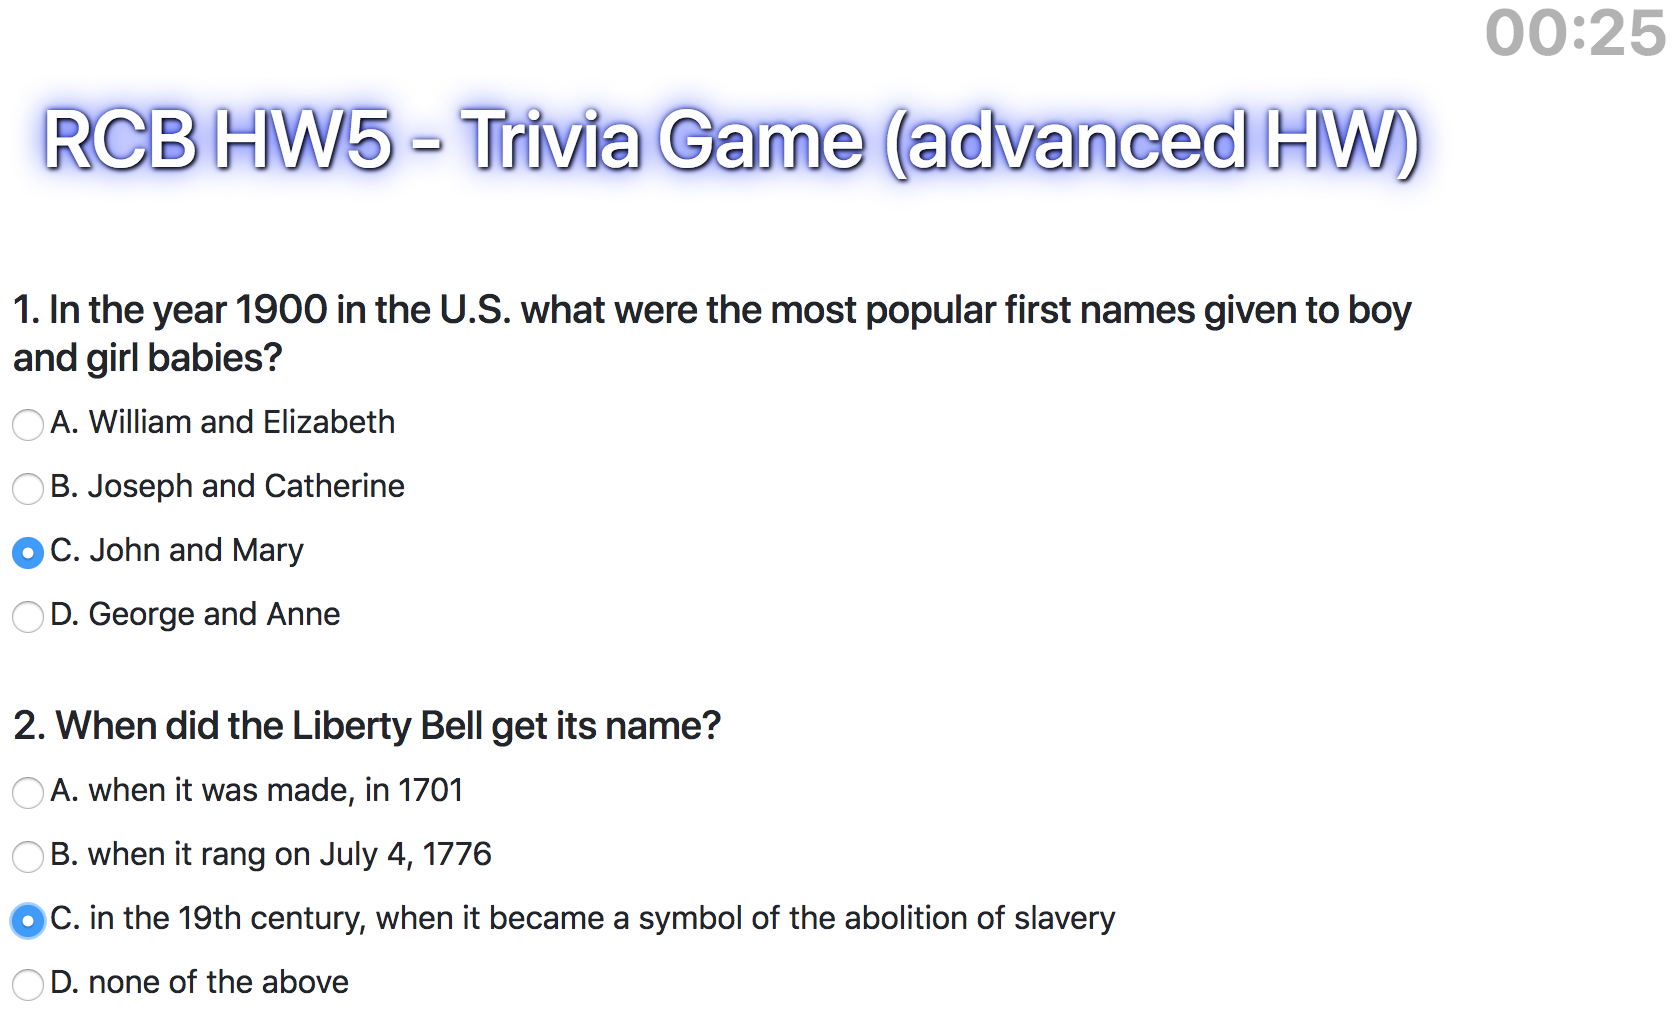 00:25
RCB HW5 - Trivia Game (advanced HW)
1. In the year 1900 in the U.S. what were the most popular first names given to boy
and girl babies?
A. William and Elizabeth
B. Joseph and Catherine
C. John and Mary
D. George and Anne
2. When did the Liberty Bell get its name?
A. when it was made, in 1701
B. when it rang on July 4, 1776
C. in the 19th century, when it became a symbol of the abolition of slavery
D. none of the above